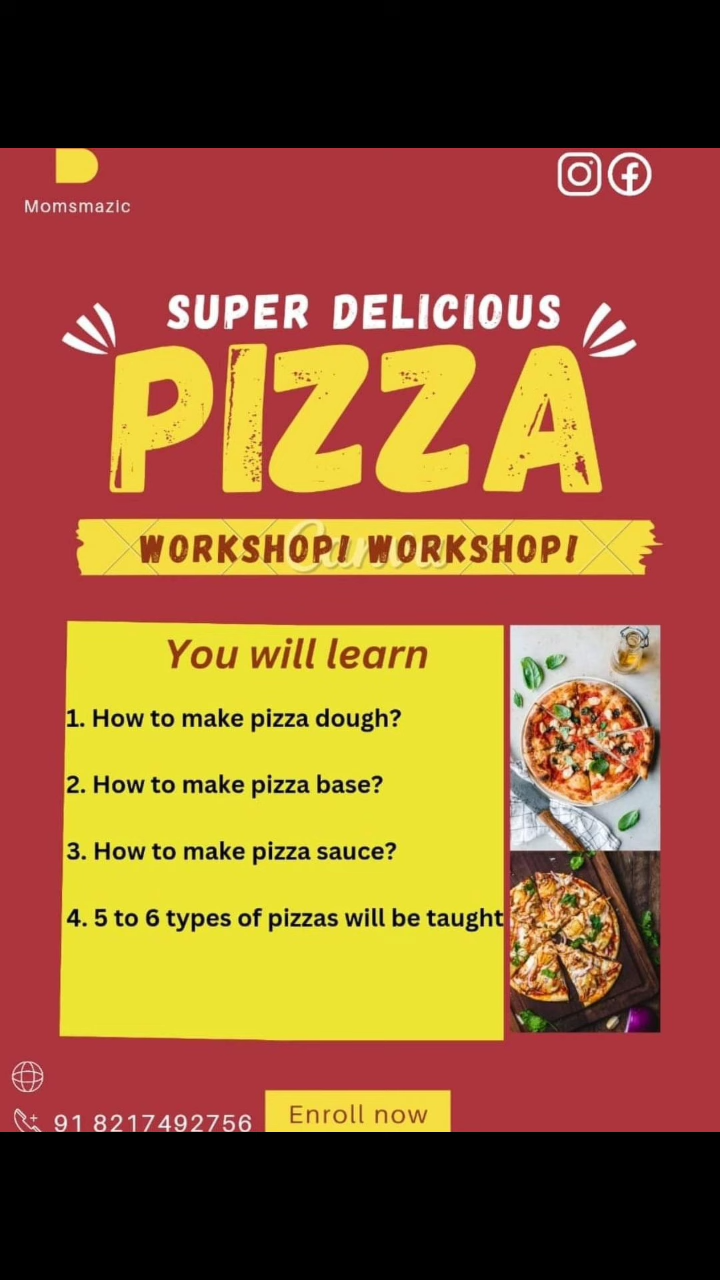 Momsmazic
SUPER DELICIOUS
PIZZA
WORKSHOP! WORKSHOP!
Canva
You will learn
1. How to make pizza dough?
2. How to make pizza base?
3. How to make pizza sauce?
4. 5 to 6 types of pizzas will be taught
91 8217492756
Enroll now